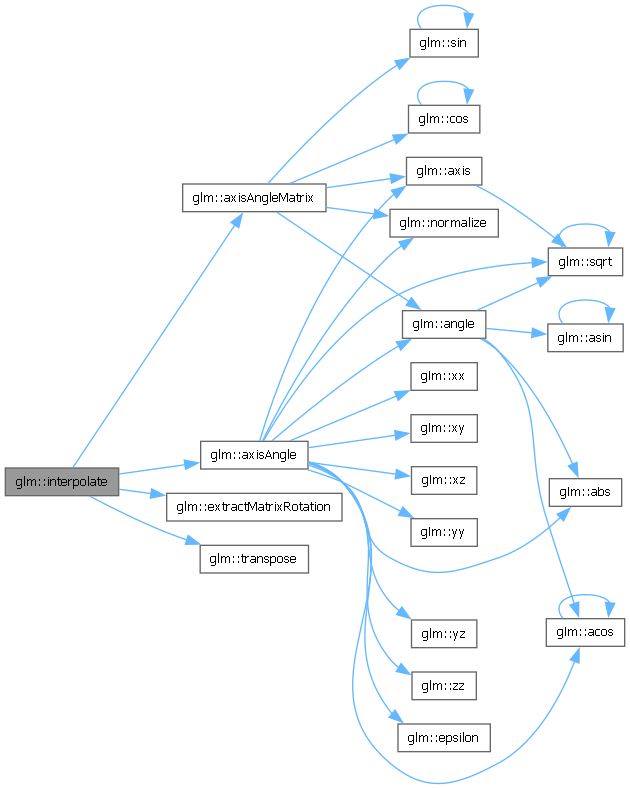 glm::sin
glm::cos
glm::axis
glm::axisAngleMatrix
glm::normalize
glm::sqrt
glm::angle
glm::asin
glm::xx
glm::xy
glm::axisAngle
glm::interpolate
glm::xz
glm::abs
glm::extractMatrixRotation
glm::yy
glm::transpose
glm::yz
glm::acos
glm::zz
glm::epsilon